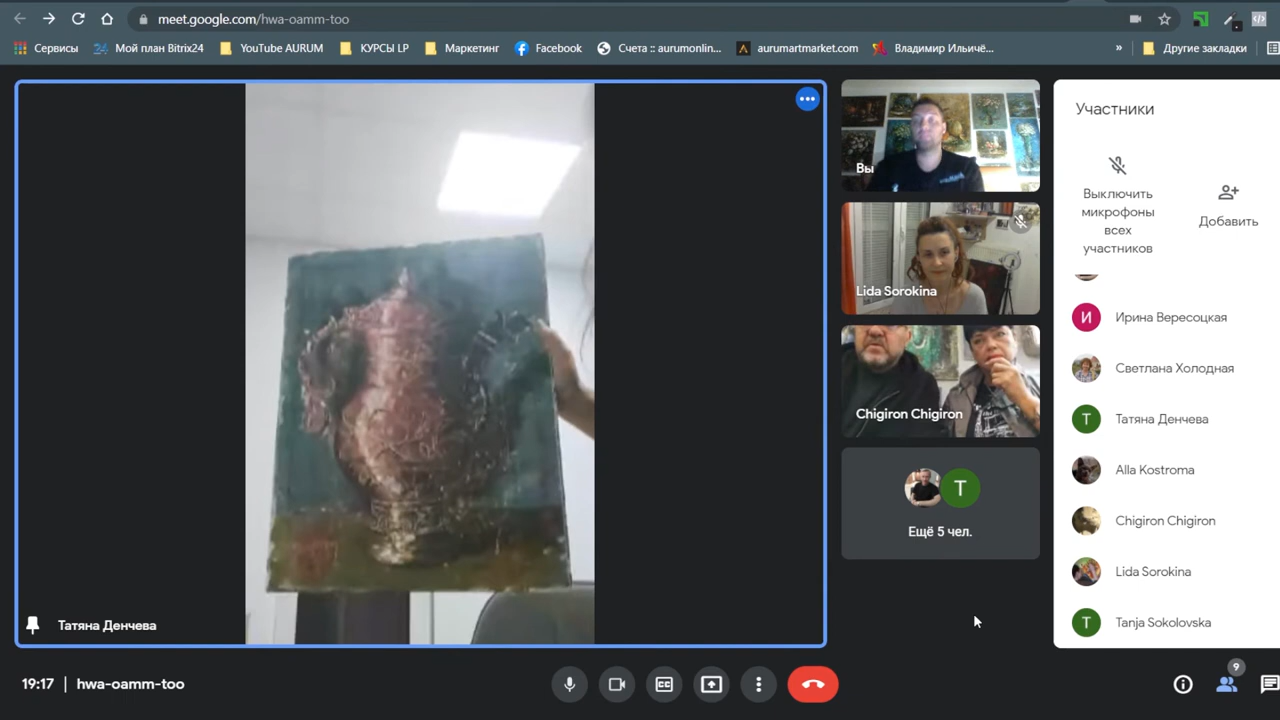 meet.google.com/hwa-oamm-too
Сервисы
24
Мой план Bitrix24
YouTube AURUM
КУРСЫ LP
Маркетинг
Facebook
Счета :: aurumonlin...
aurumartmarket.com
Владимир Ильичё...
»
Другие закладки
Вы
Lida Sorokina
Chigiron Chigiron
T
Ещё 5 чел.
Татяна Денчева
Участники
Выключить
микрофоны
всех
участников
Добавить
И
Ирина Вересоцкая
Светлана Холодная
T
Татяна Денчева
Alla Kostroma
Chigiron Chigiron
Lida Sorokina
T
Tanja Sokolovska
19:17 | hwa-oamm-too
CC
9